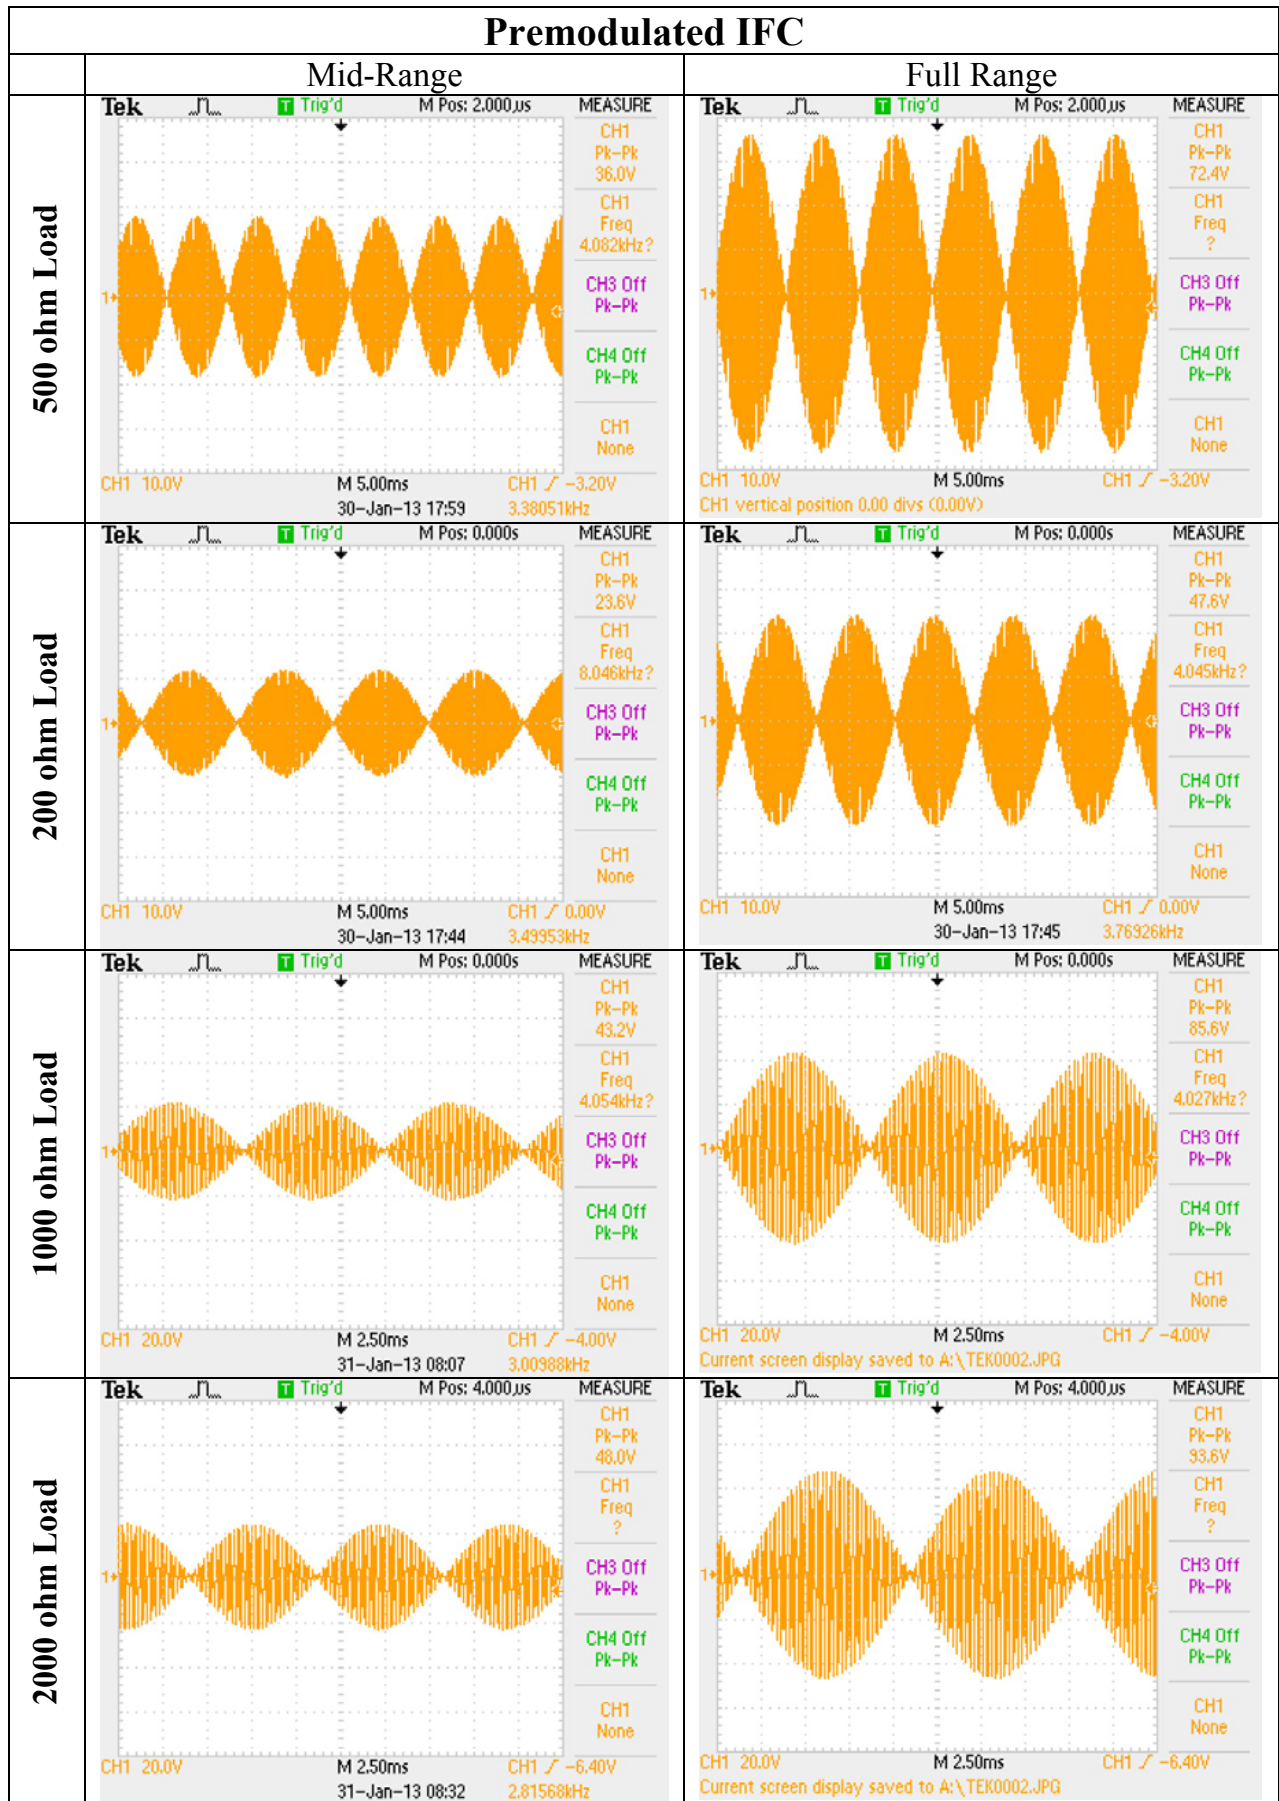 Premodulated IFC
Mid-Range
Full Range
500 ohm Load
Tek Trig'd M Pos: 2.000µs MEASURE
CH1
Pk-Pk
36.0V
CH1
Freq
4.082kHz?
CH3 Off
Pk-Pk
CH4 Off
Pk-Pk
CH1
None
1
CH1 10.0V M 5.00ms CH1 -3.20V
30-Jan-13 17:59 3.38051kHz
Tek Trig'd M Pos: 2.000µs MEASURE
CH1
Pk-Pk
72.4V
CH1
Freq
?
CH3 Off
Pk-Pk
CH4 Off
Pk-Pk
CH1
None
1
CH1 10.0V M 5.00ms CH1 -3.20V
CH1 vertical position 0.00 divs (0.00V)
200 ohm Load
Tek Trig'd M Pos: 0.000s MEASURE
CH1
Pk-Pk
23.6V
CH1
Freq
8.046kHz?
CH3 Off
Pk-Pk
CH4 Off
Pk-Pk
CH1
None
1
CH1 10.0V M 5.00ms CH1 0.00V
30-Jan-13 17:44 3.49953kHz
Tek Trig'd M Pos: 0.000s MEASURE
CH1
Pk-Pk
47.6V
CH1
Freq
4.045kHz?
CH3 Off
Pk-Pk
CH4 Off
Pk-Pk
CH1
None
1
CH1 10.0V M 5.00ms CH1 0.00V
30-Jan-13 17:45 3.76926kHz
1000 ohm Load
Tek Trig'd M Pos: 0.000s MEASURE
CH1
Pk-Pk
43.2V
CH1
Freq
4.054kHz?
CH3 Off
Pk-Pk
CH4 Off
Pk-Pk
CH1
None
1
CH1 20.0V M 2.50ms CH1 -4.00V
31-Jan-13 08:07 3.00988kHz
Tek Trig'd M Pos: 0.000s MEASURE
CH1
Pk-Pk
85.6V
CH1
Freq
4.027kHz?
CH3 Off
Pk-Pk
CH4 Off
Pk-Pk
CH1
None
1
CH1 20.0V M 2.50ms CH1 -4.00V
Current screen display saved to A:\TEK0002.JPG
2000 ohm Load
Tek Trig'd M Pos: 4.000µs MEASURE
CH1
Pk-Pk
48.0V
CH1
Freq
?
CH3 Off
Pk-Pk
CH4 Off
Pk-Pk
CH1
None
1
CH1 20.0V M 2.50ms CH1 -6.40V
31-Jan-13 08:32 2.81568kHz
Tek Trig'd M Pos: 4.000µs MEASURE
CH1
Pk-Pk
93.6V
CH1
Freq
?
CH3 Off
Pk-Pk
CH4 Off
Pk-Pk
CH1
None
1
CH1 20.0V M 2.50ms CH1 -6.40V
Current screen display saved to A:\TEK0002.JPG